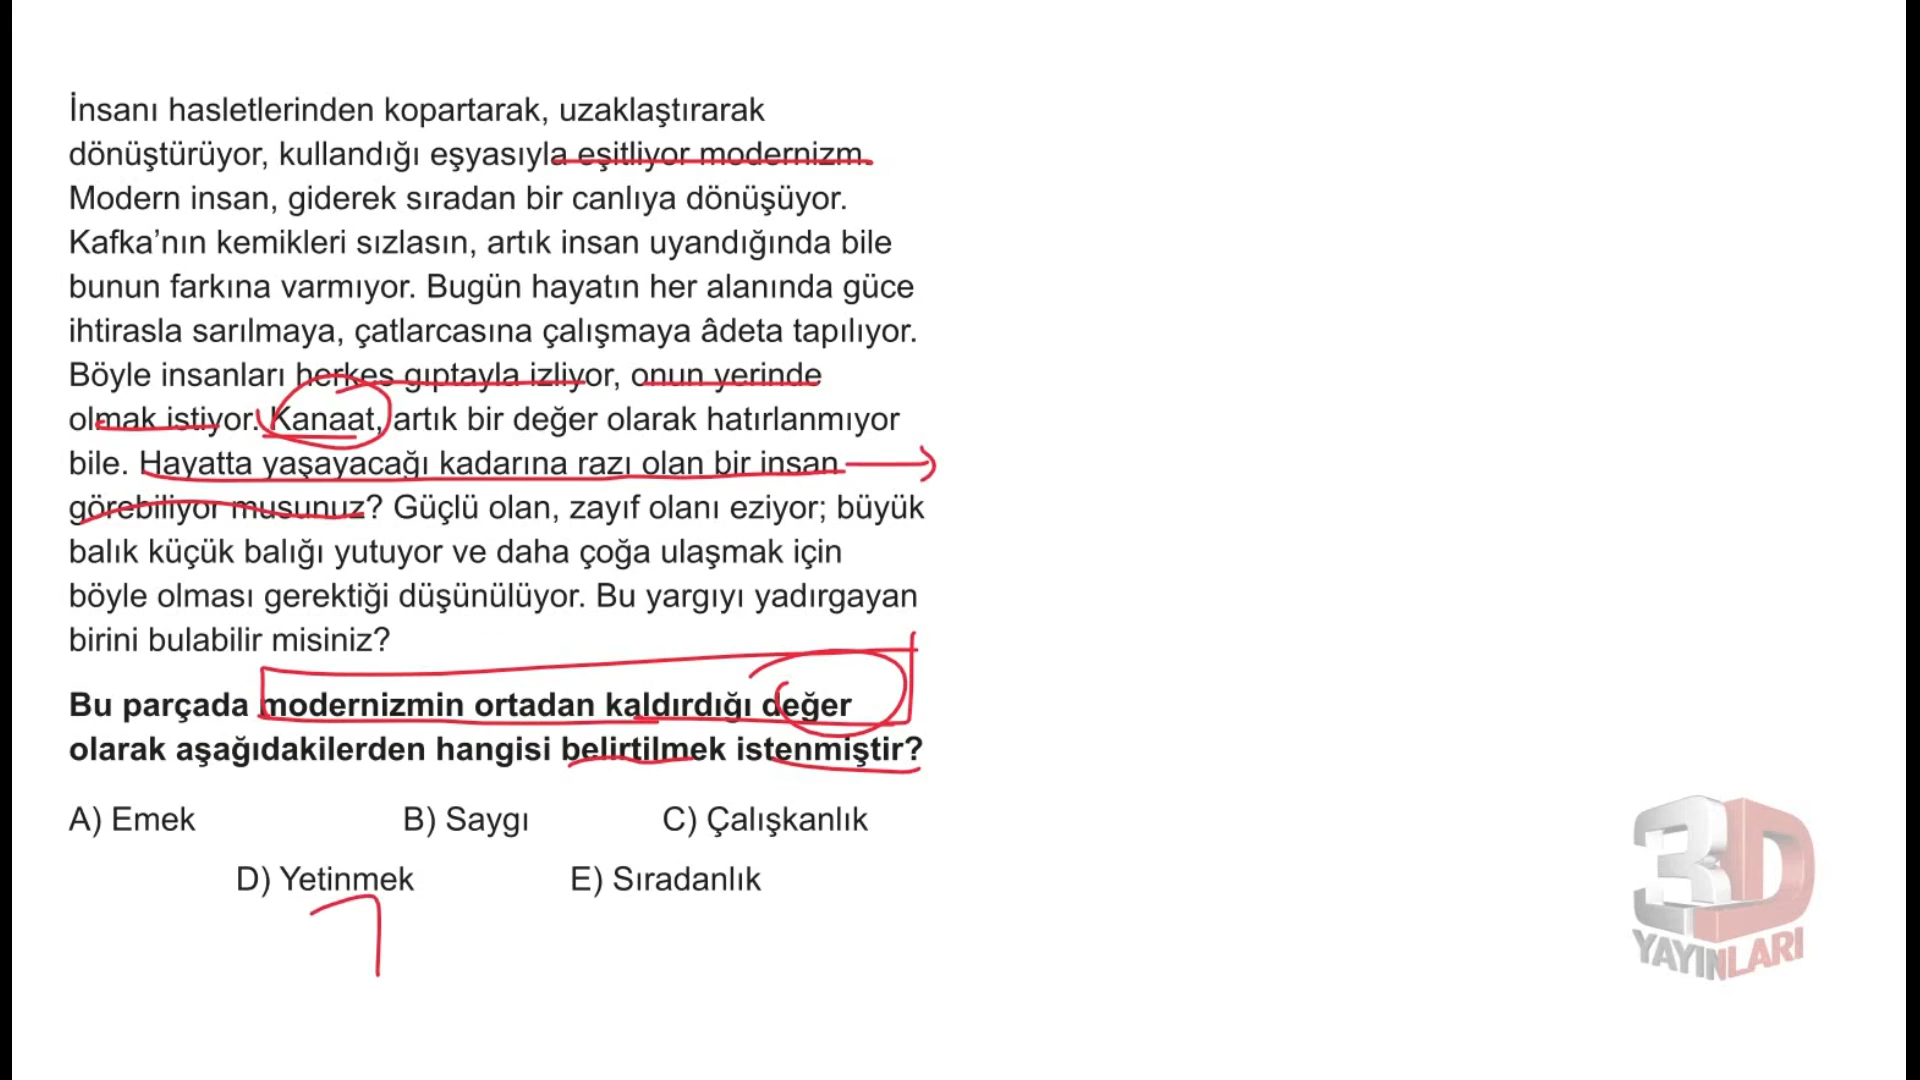 İnsanı hasletlerinden kopartarak, uzaklaştırarak
dönüştürüyor, kullandığı eşyasıyla eşitliyor modernizm.
Modern insan, giderek sıradan bir canlıya dönüşüyor.
Kafka’nın kemikleri sızlasın, artık insan uyandığında bile
bunun farkına varmıyor. Bugün hayatın her alanında güce
ihtirasla sarılmaya, çatlarcasına çalışmaya âdeta tapılıyor.
Böyle insanları herkes gıptayla izliyor, onun yerinde
olmak istiyor. Kanaat, artık bir değer olarak hatırlanmıyor
bile. Hayatta yaşayacağı kadarına razı olan bir insan
görebiliyor musunuz? Güçlü olan, zayıf olanı eziyor; büyük
balık küçük balığı yutuyor ve daha çoğa ulaşmak için
böyle olması gerektiği düşünülüyor. Bu yargıyı yadırgayan
birini bulabilir misiniz?
Bu parçada modernizmin ortadan kaldırdığı değer
olarak aşağıdakilerden hangisi belirtilmek istenmiştir?
A) Emek B) Saygı C) Çalışkanlık
D) Yetinmek E) Sıradanlık
3D
YAYINLARI